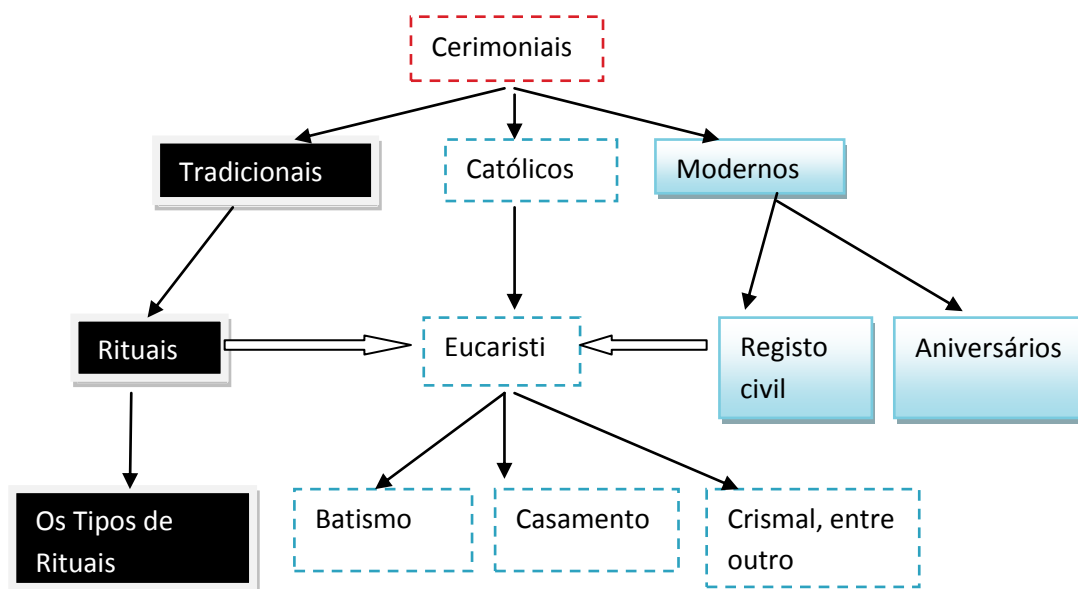 Cerimoniais
Tradicionais
Católicos
Modernos
Rituais
Eucaristi
Registo
civil
Aniversários
Os Tipos de
Rituais
Batismo
Casamento
Crismal, entre
outro